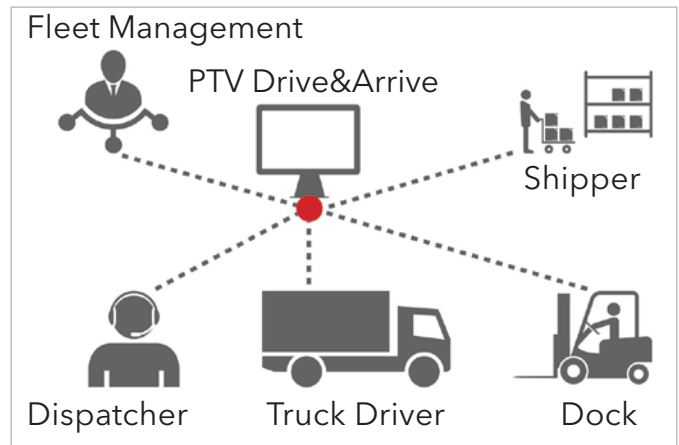 Fleet Management
PTV Drive&Arrive
Shipper
Dispatcher
Truck Driver
Dock